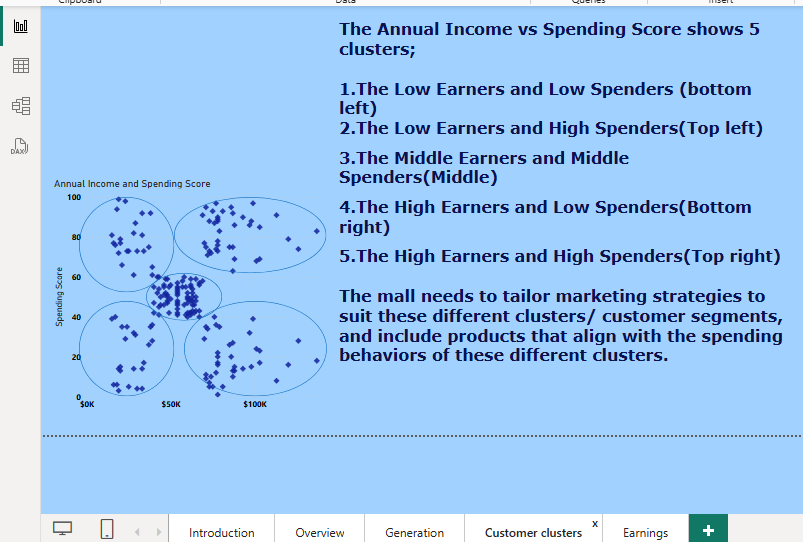 Clipboard
Data
Queries
Insert
The Annual Income vs Spending Score shows 5
clusters;
1.The Low Earners and Low Spenders (bottom
left)
2.The Low Earners and High Spenders(Top left)
3.The Middle Earners and Middle
Spenders(Middle)
4.The High Earners and Low Spenders(Bottom
right)
5.The High Earners and High Spenders(Top right)
The mall needs to tailor marketing strategies to
suit these different clusters/ customer segments,
and include products that align with the spending
behaviors of these different clusters.
DAX
Annual Income and Spending Score
Spending Score
100
80
60
40
20
0
$0K
$50K
$100K
Introduction
Overview
Generation
Customer clusters
x
Earnings
+